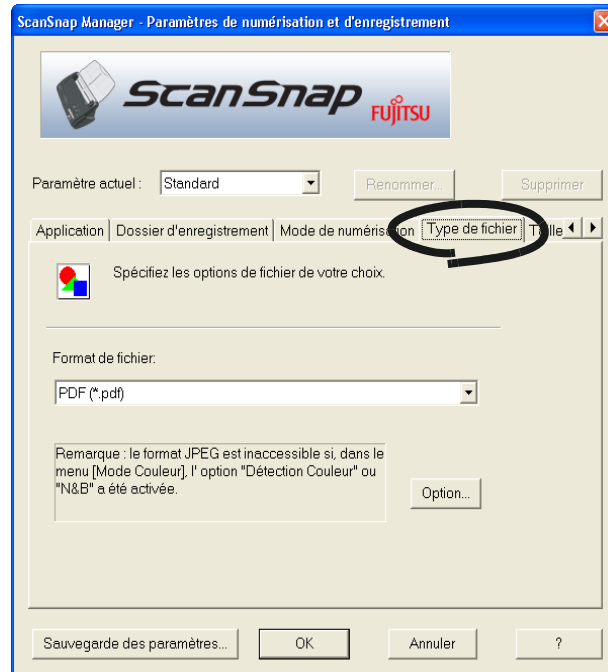 ScanSnap Manager - Paramètres de numérisation et d'enregistrement
ScanSnap
FUJITSU
Paramètre actuel : Standard Renommer... Supprimer
Application Dossier d'enregistrement Mode de numérisation Type de fichier Taille
Spécifiez les options de fichier de votre choix.
Format de fichier:
PDF (*.pdf)
Remarque : le format JPEG est inaccessible si, dans le
menu [Mode Couleur], l' option "Détection Couleur" ou
"N&B" a été activée.
Option...
Sauvegarde des paramètres... OK Annuler ?